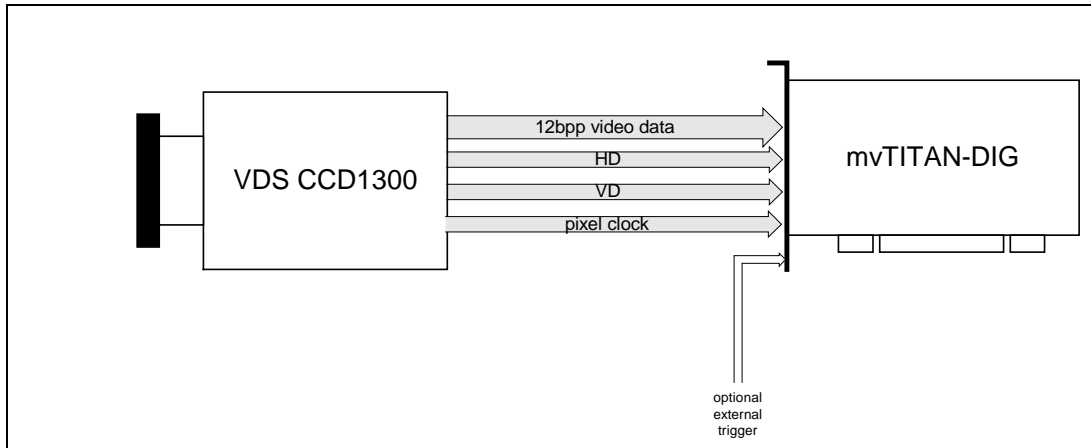 12bpp video data
HD
VD
pixel clock
VDS CCD1300
mvTITAN-DIG
optional
external
trigger